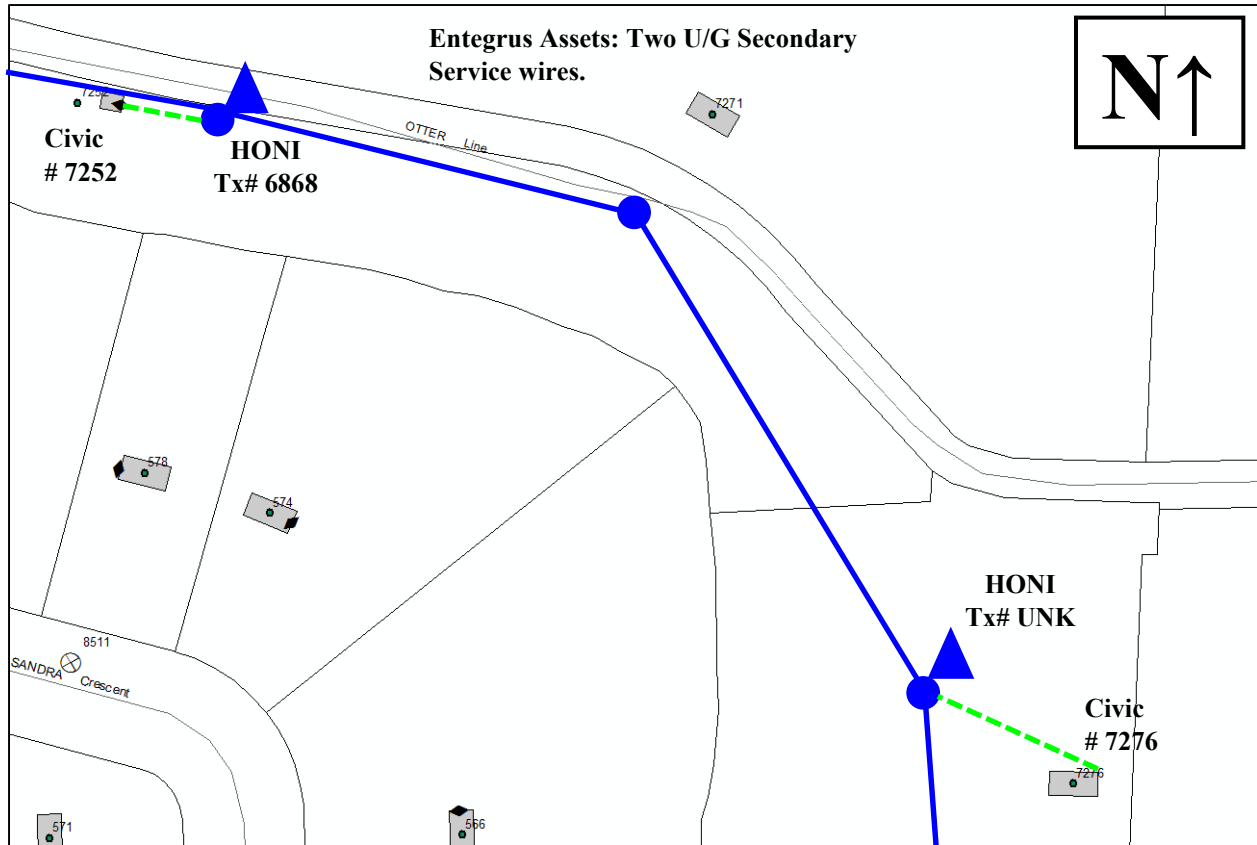 Entegrus Assets: Two U/G Secondary
Service wires.
N
7252
Civic
# 7252
HONI
Tx# 6868
OTTER Line
7271
578
574
8511
SANDRA Crescent
HONI
Tx# UNK
Civic
# 7276
7276
571
566